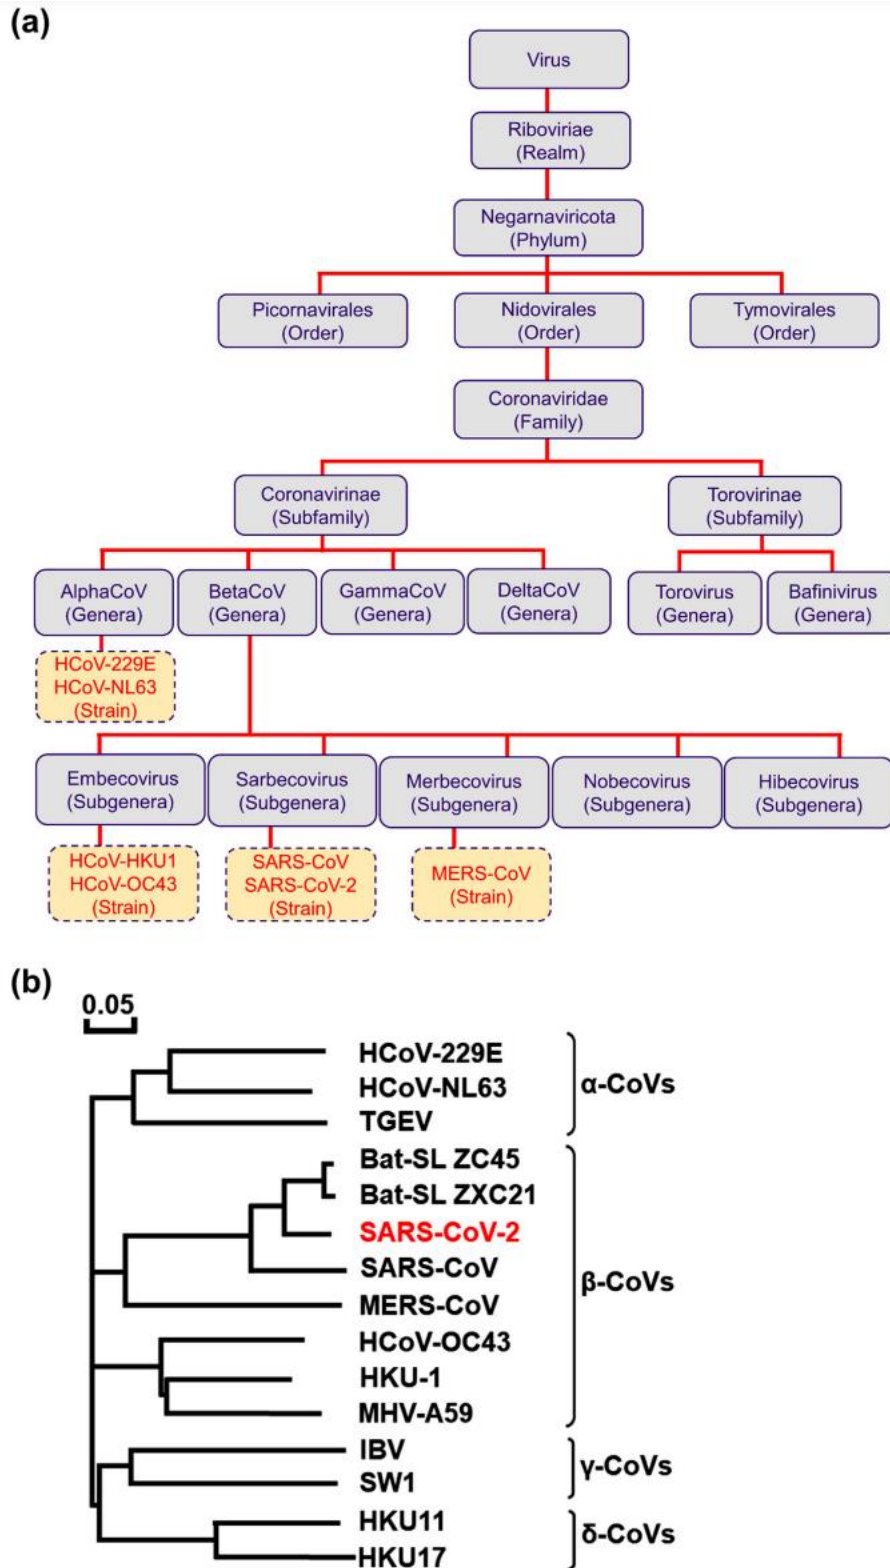 (a)
Virus
Riboviriae
(Realm)
Negarnaviricota
(Phylum)
Picornavirales
(Order)
Nidovirales
(Order)
Tymovirales
(Order)
Coronaviridae
(Family)
Coronavirinae
(Subfamily)
Torovirinae
(Subfamily)
AlphaCoV
(Genera)
BetaCoV
(Genera)
GammaCoV
(Genera)
DeltaCoV
(Genera)
Torovirus
(Genera)
Bafinivirus
(Genera)
HCoV-229E
HCoV-NL63
(Strain)
Embecovirus
(Subgenera)
Sarbecovirus
(Subgenera)
Merbecovirus
(Subgenera)
Nobecovirus
(Subgenera)
Hibecovirus
(Subgenera)
HCoV-HKU1
HCoV-OC43
(Strain)
SARS-CoV
SARS-CoV-2
(Strain)
MERS-CoV
(Strain)
(b)
0.05
HCoV-229E
HCoV-NL63
TGEV
α-CoVs
Bat-SL ZC45
Bat-SL ZXC21
SARS-CoV-2
SARS-CoV
MERS-CoV
HCoV-OC43
HKU-1
MHV-A59
β-CoVs
IBV
SW1
γ-CoVs
HKU11
HKU17
δ-CoVs